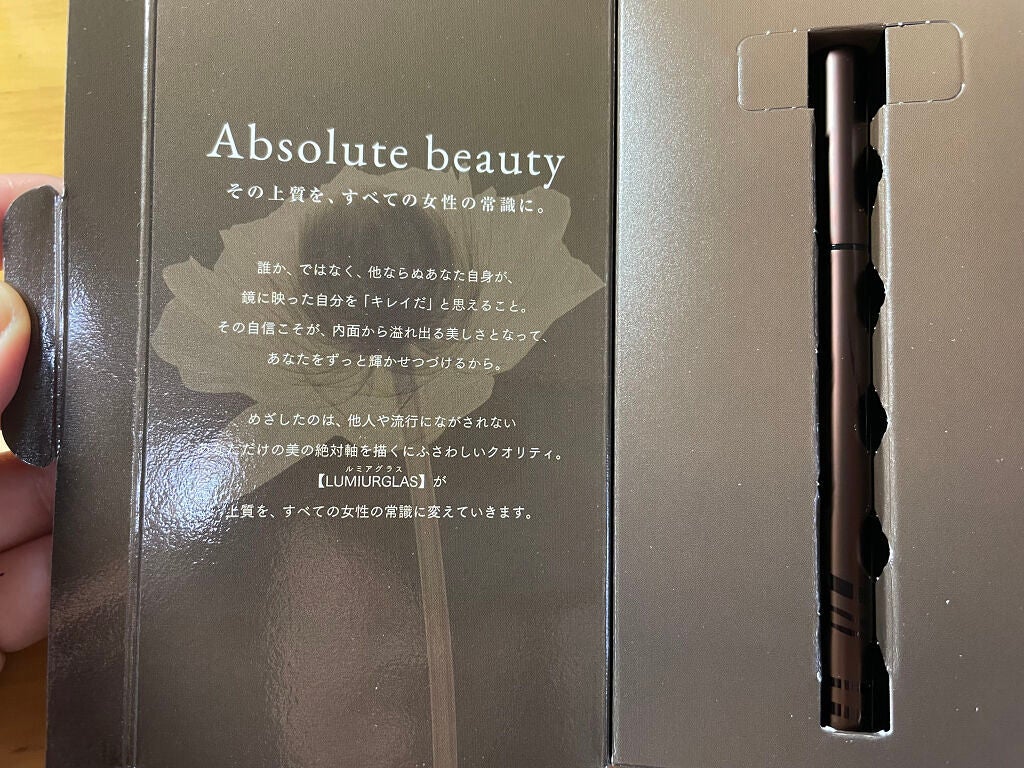 Absolute beauty
その上質を、すべての女性の常識に。
誰か、ではなく、他ならぬあなた自身が、
鏡に映った自分を「キレイだ」と思えること。
その自信こそが、内面から溢れ出る美しさとなって、
あなたをずっと輝かせつづけるから。
めざしたのは、他人や流行にながされない
あなただけの美の絶対軸を描くにふさわしいクオリティ。
ルミアグラス
【LUMIURGLAS】が
上質を、すべての女性の常識に変えていきます。